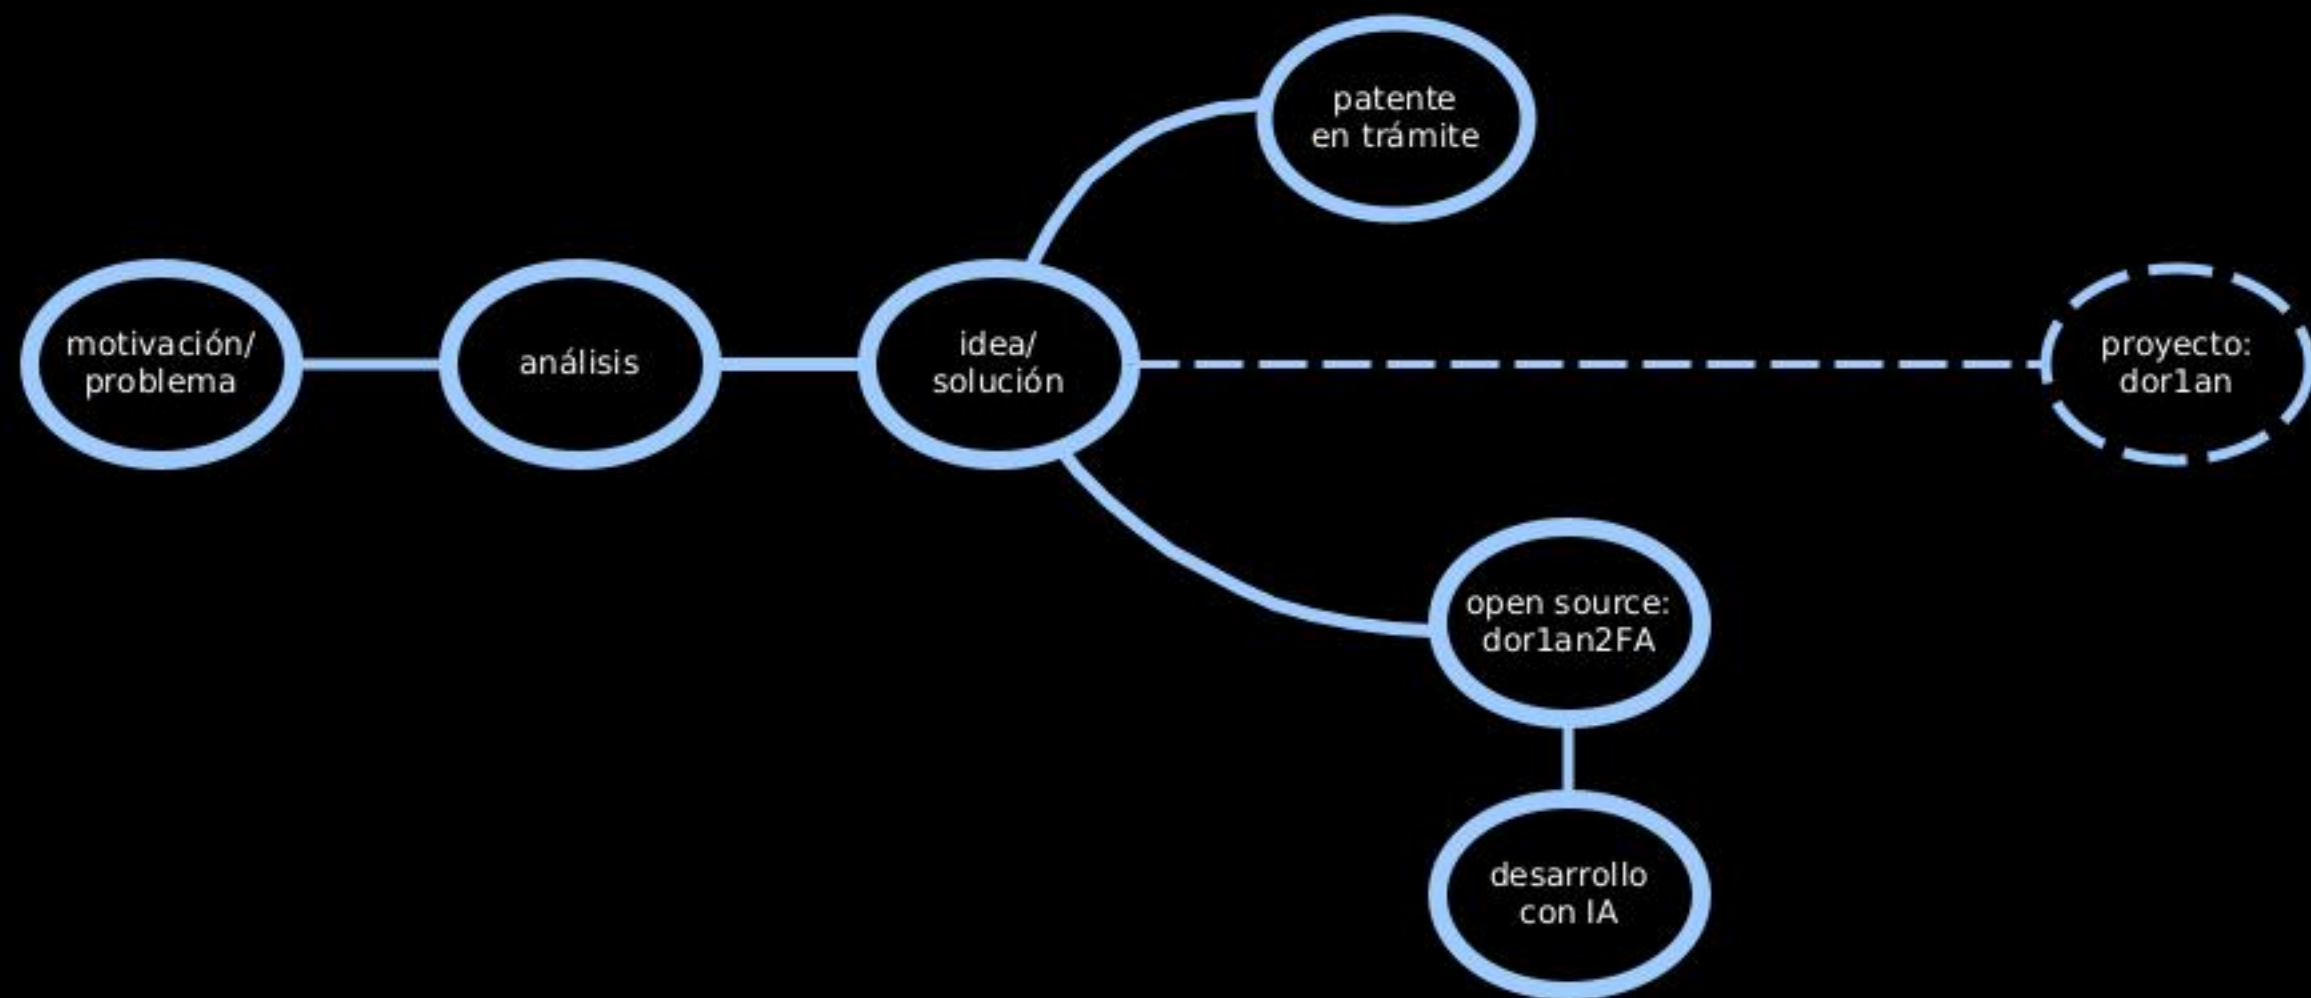 patente
en trámite
motivación/
problema
análisis
idea/
solución
proyecto:
dor1an
open source:
dor1an2FA
desarrollo
con IA